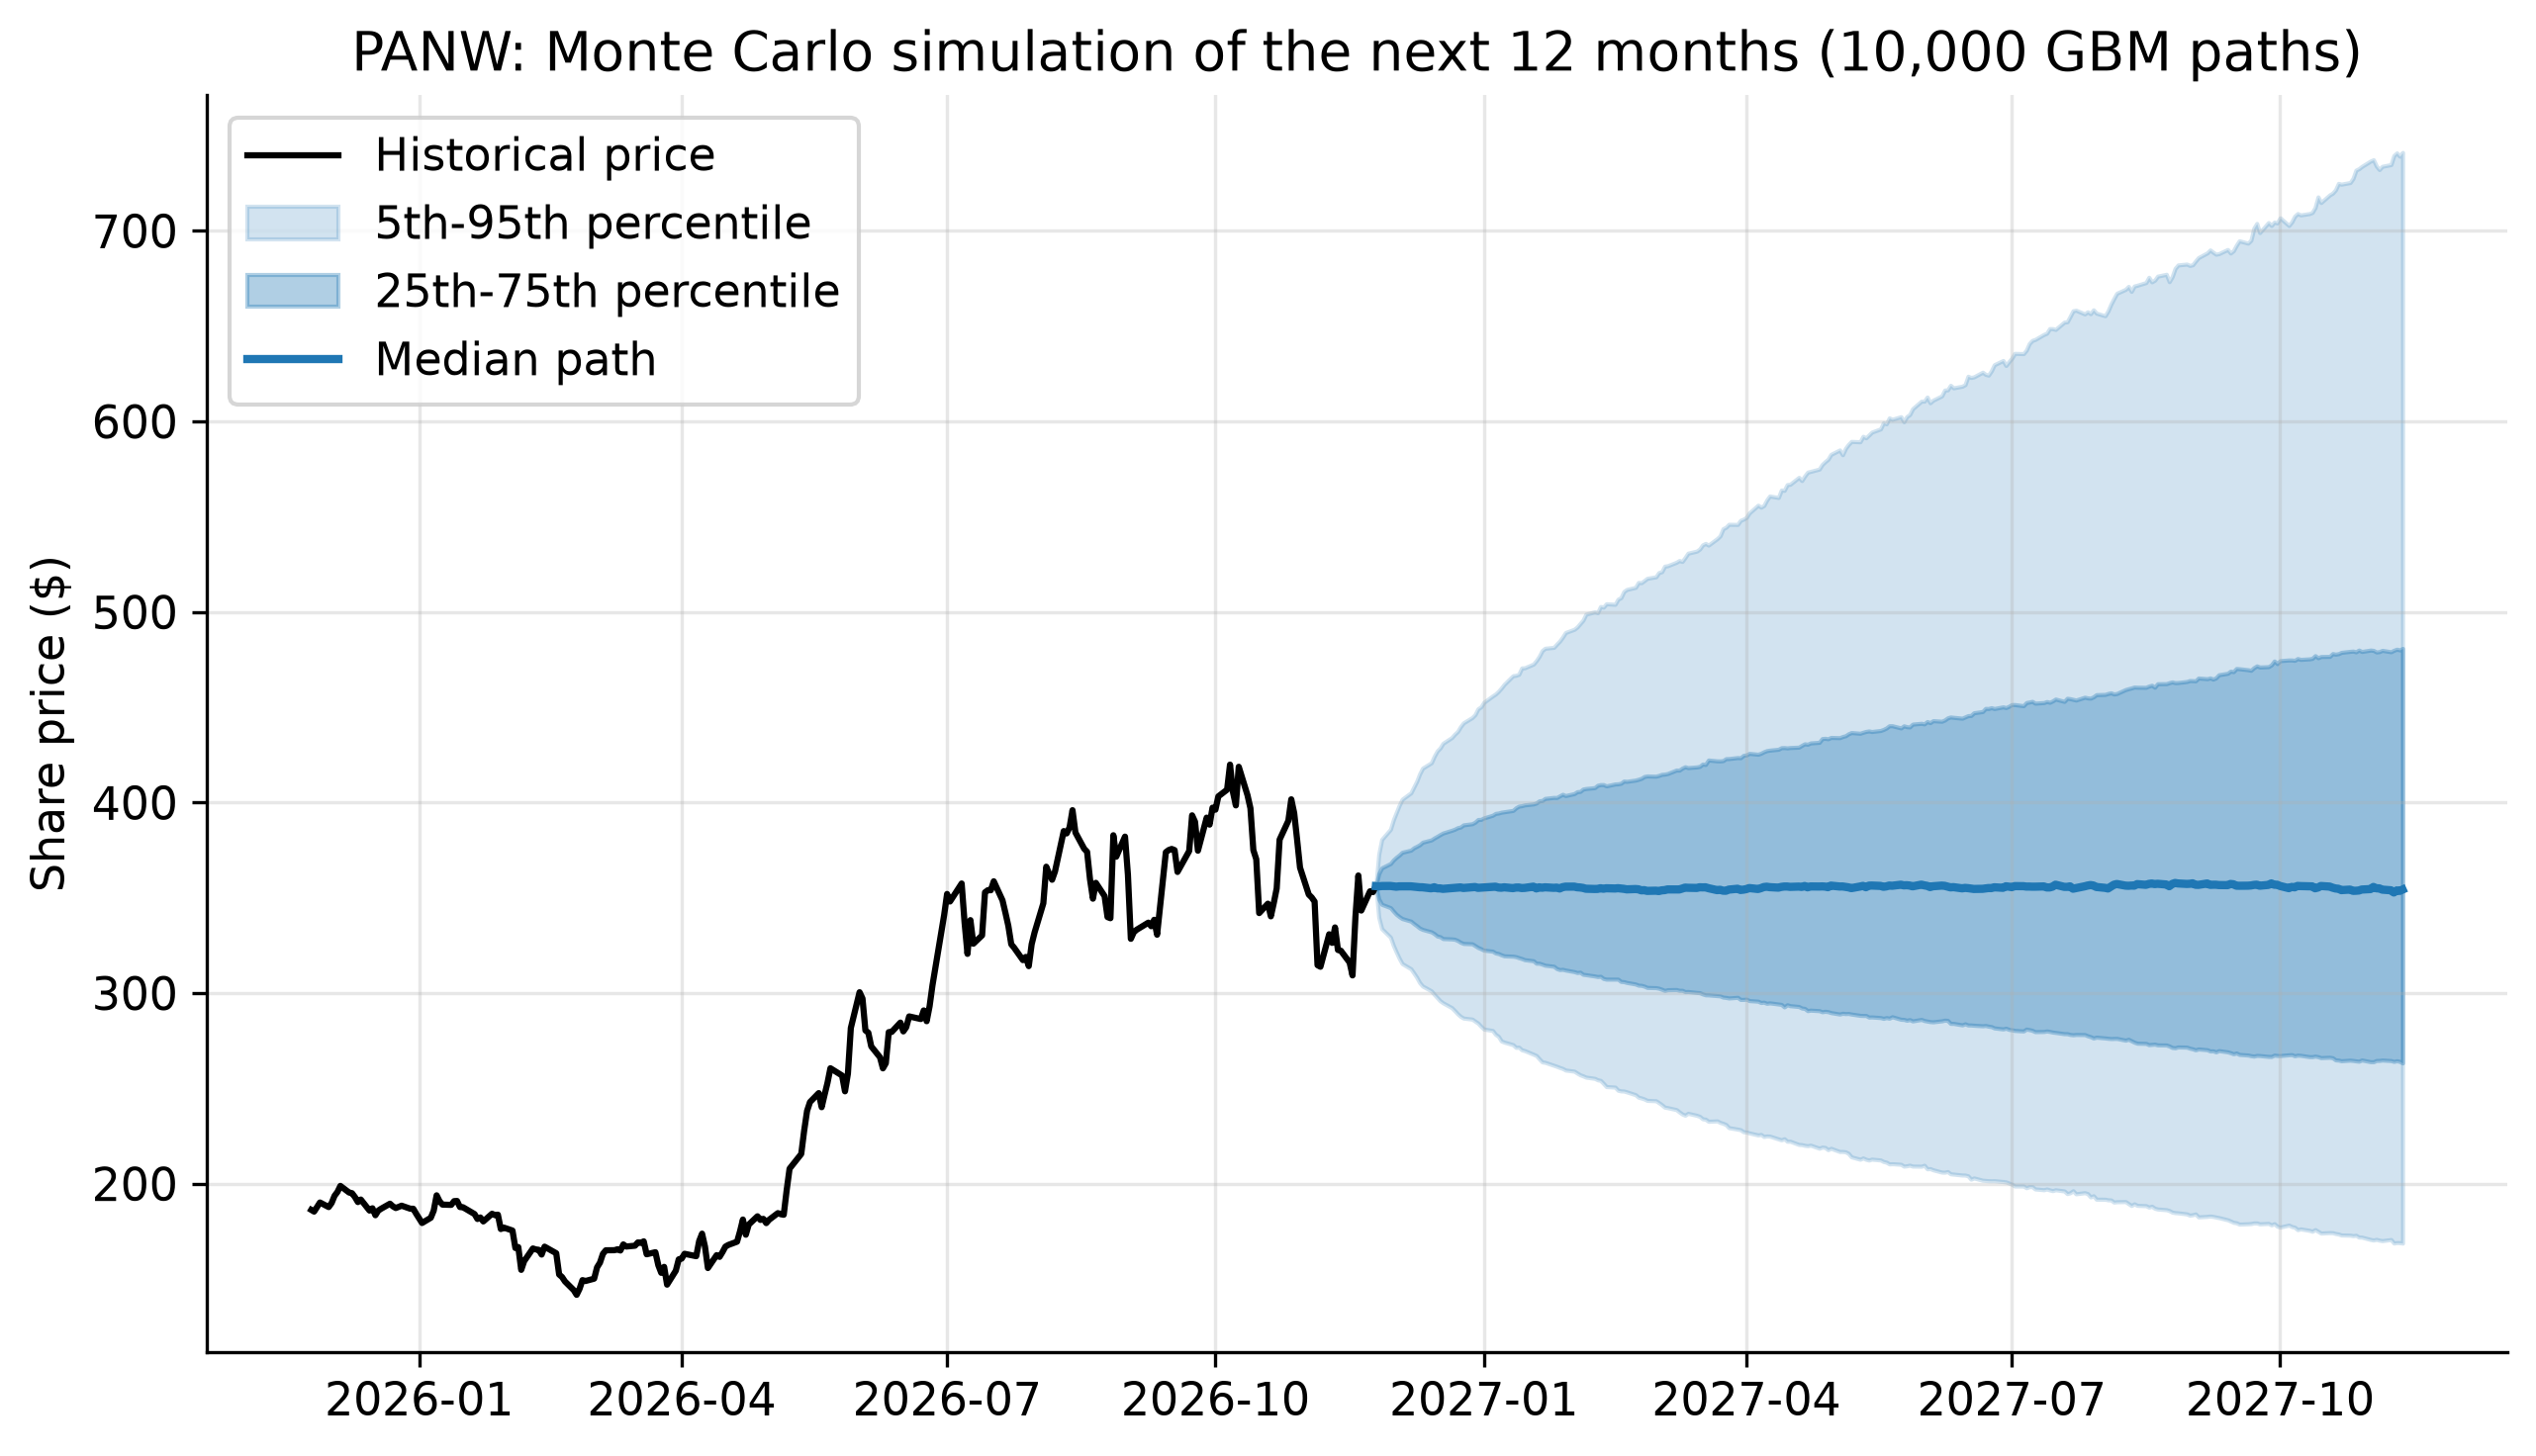 PANW: Monte Carlo simulation of the next 12 months (10,000 GBM paths)
Historical price
5th-95th percentile
25th-75th percentile
Median path
Share price ($)
700
600
500
400
300
200
2026-01
2026-04
2026-07
2026-10
2027-01
2027-04
2027-07
2027-10